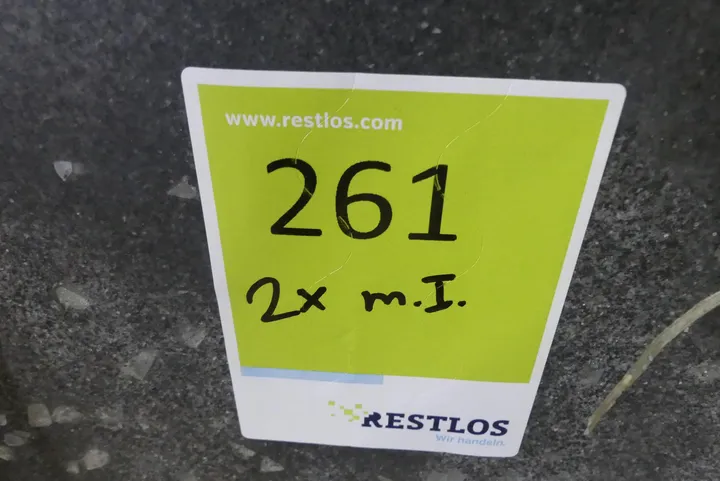 www.restlos.com
261
2x m.I.
RESTLOS
Wir handeln.